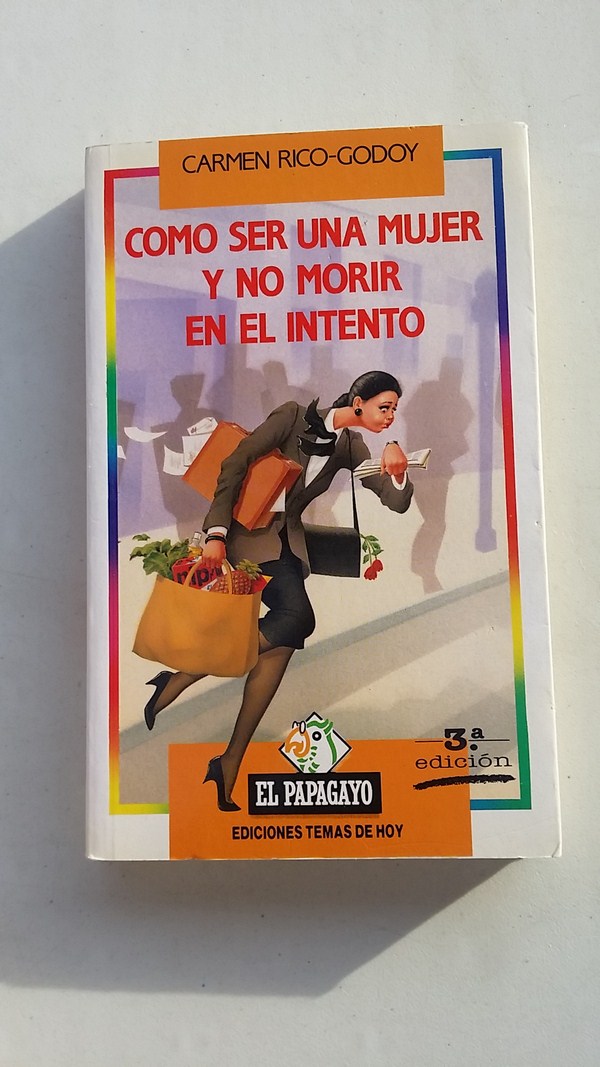 CARMEN RICO-GODOY
COMO SER UNA MUJER
Y NO MORIR
EN EL INTENTO
3.ª
edición
EL PAPAGAYO
EDICIONES TEMAS DE HOY